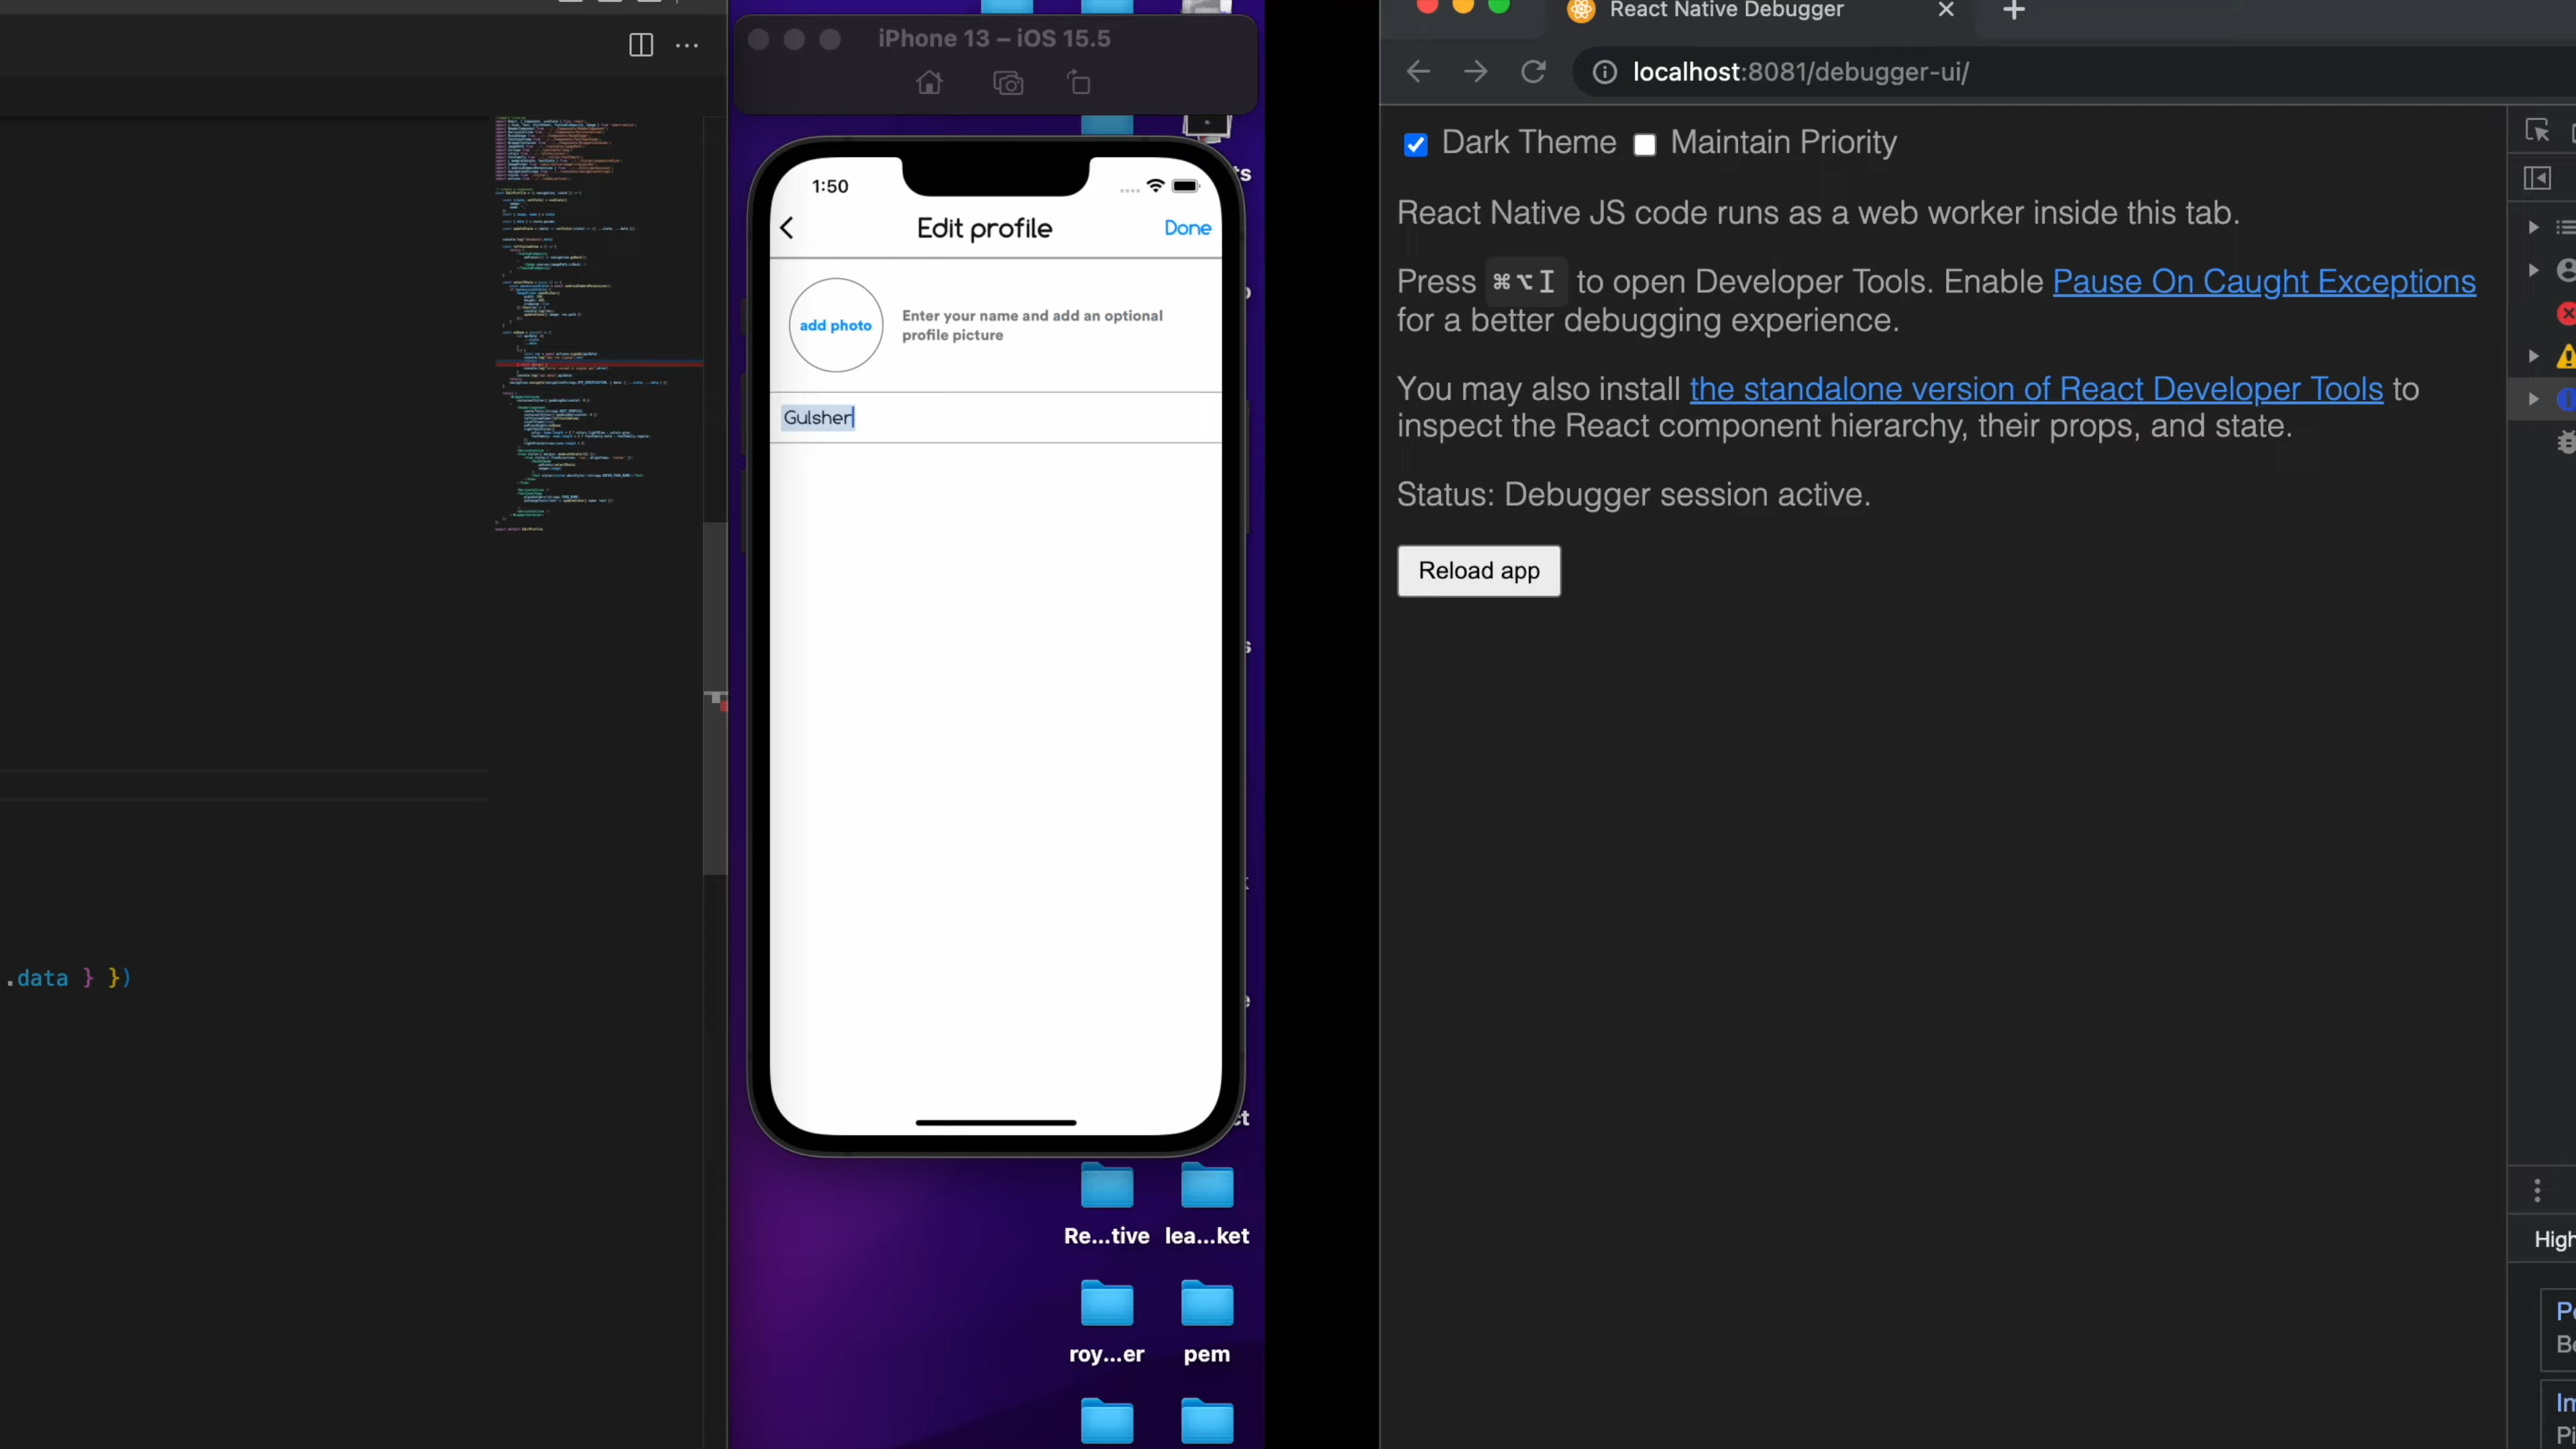 iPhone 13 – iOS 15.5
1:50
Edit profile
Done
add photo
Enter your name and add an optional
profile picture
Gulsher
.data } })
Re...tive
lea...ket
roy...er
pem
React Native Debugger
localhost:8081/debugger-ui/
Dark Theme
Maintain Priority
React Native JS code runs as a web worker inside this tab.
Press ⌘⌥I to open Developer Tools. Enable Pause On Caught Exceptions
for a better debugging experience.
You may also install the standalone version of React Developer Tools to
inspect the React component hierarchy, their props, and state.
Status: Debugger session active.
Reload app